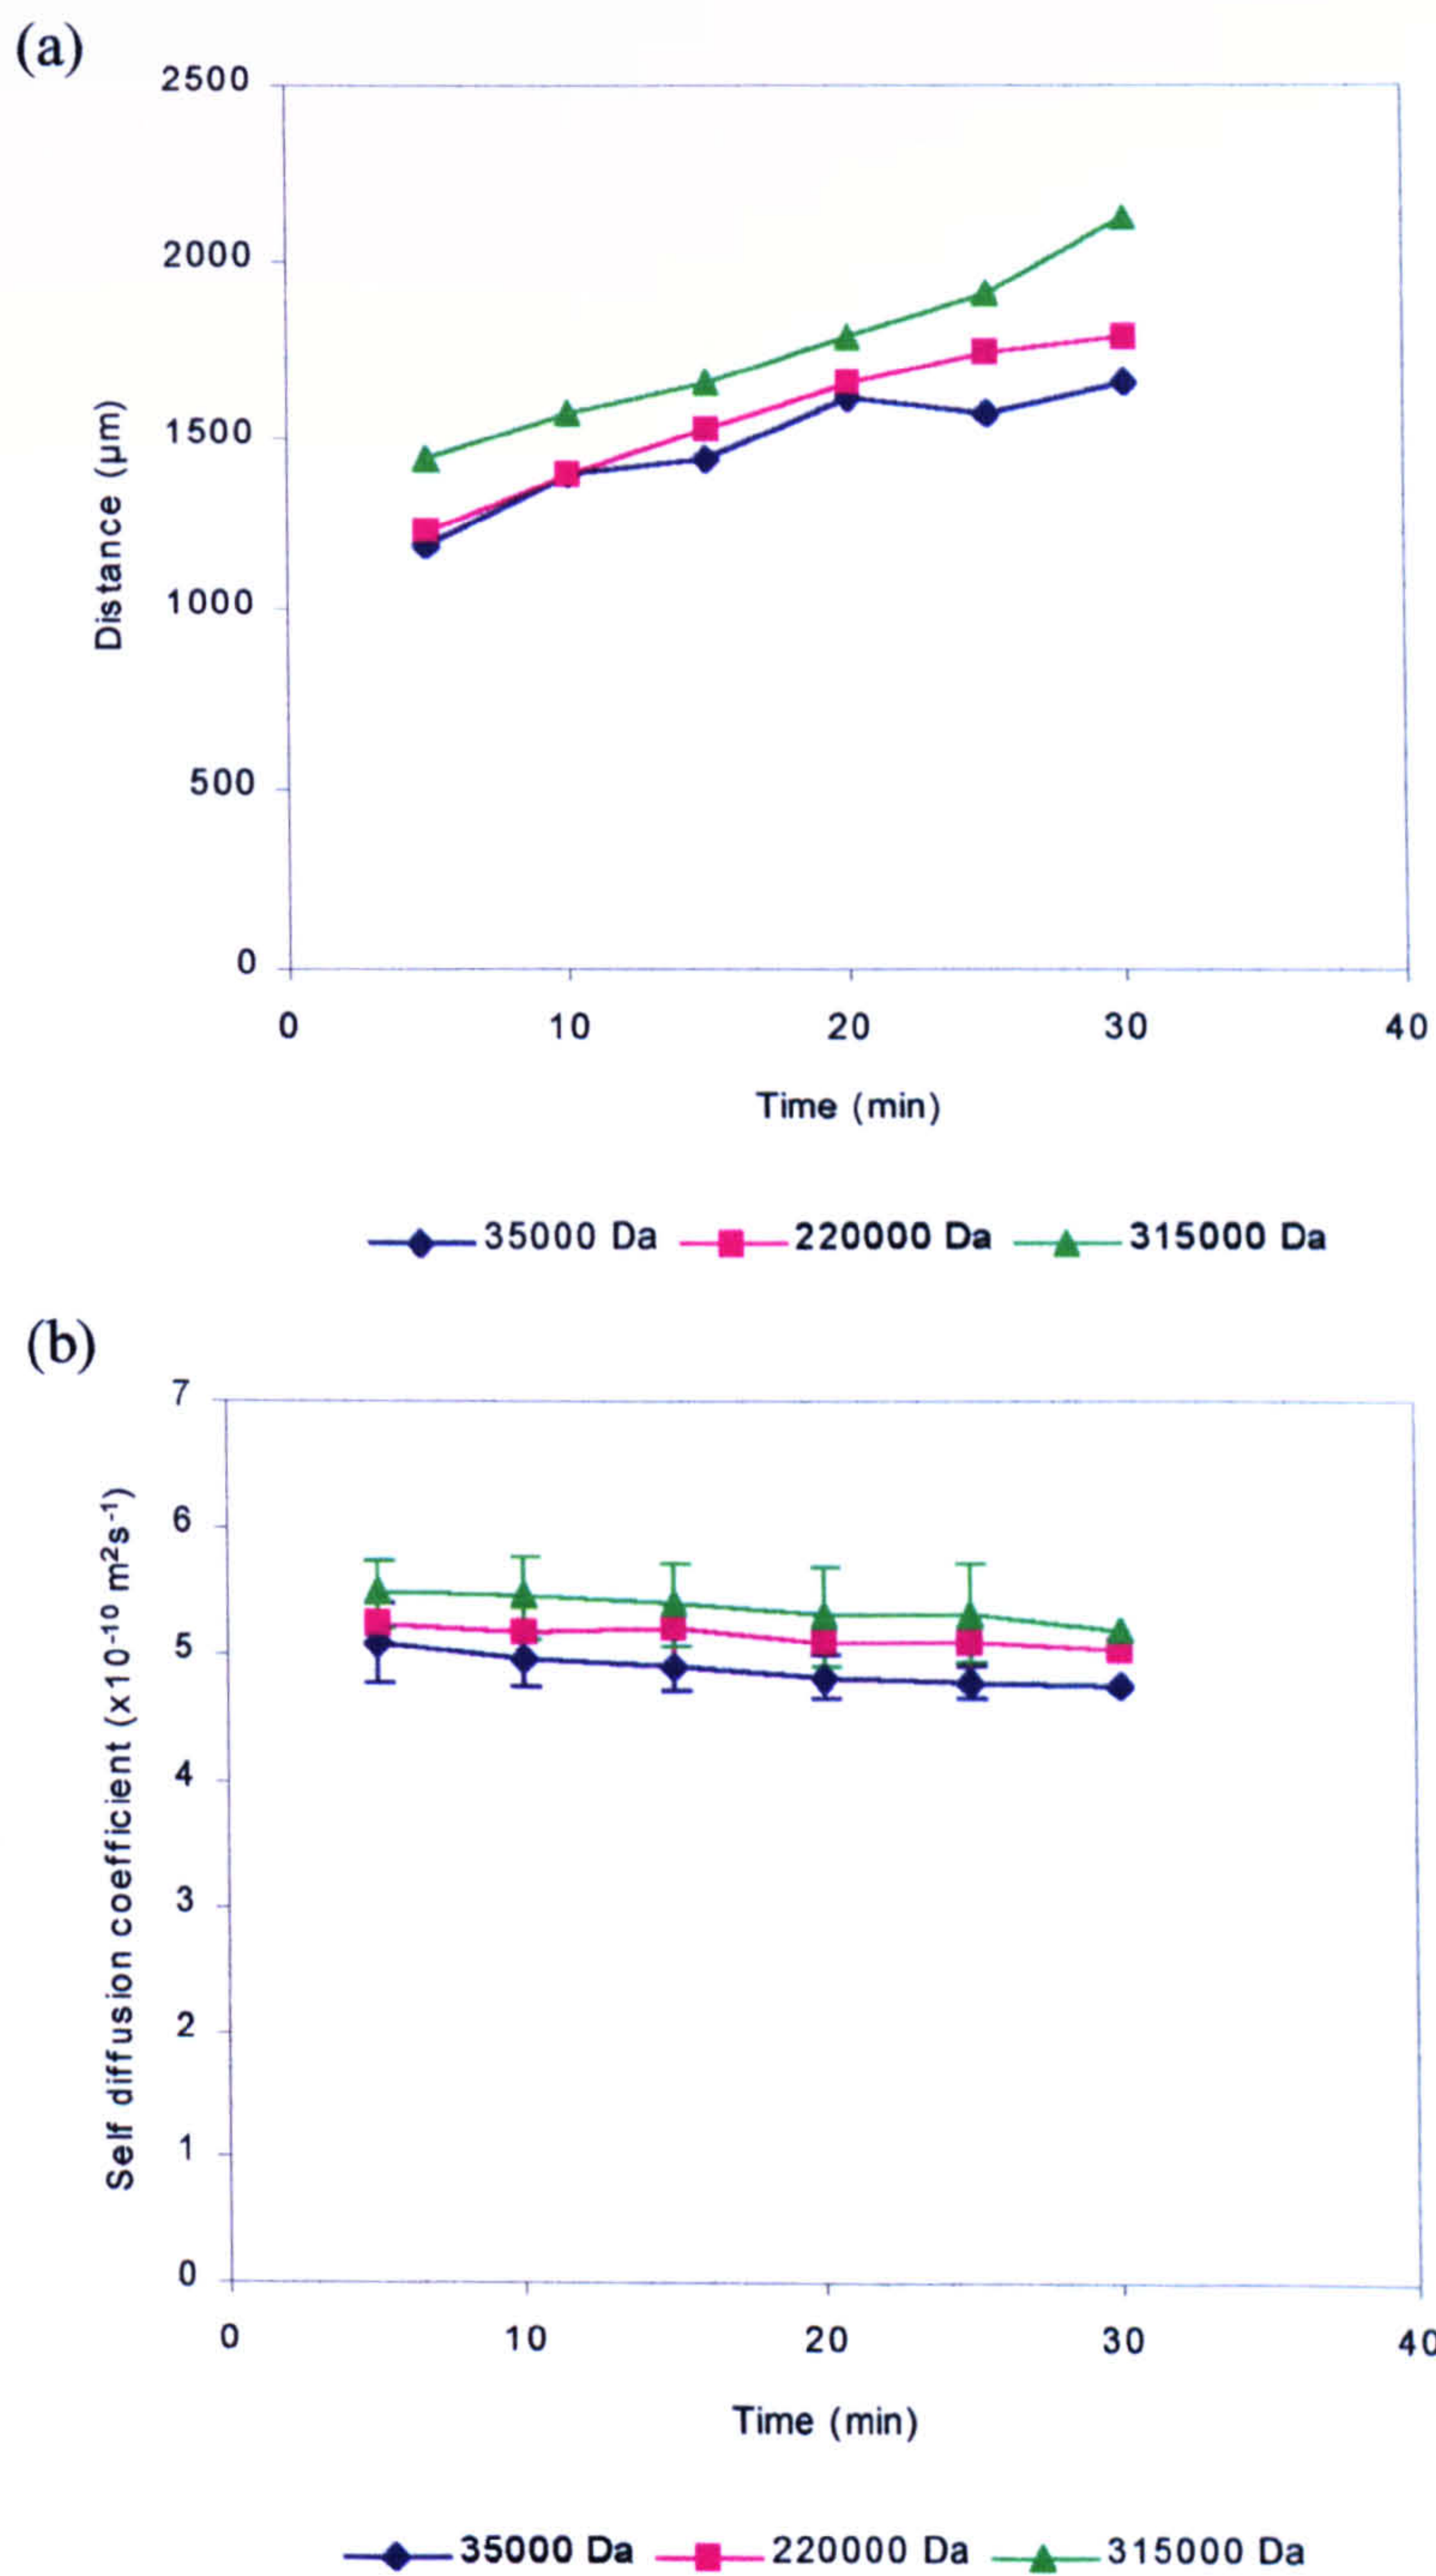 (a)
2500
2000
1500
1000
500
0
Distance (µm)
0 10 20 30 40
Time (min)
35000 Da 220000 Da 315000 Da
(b)
7
6
5
4
3
2
1
0
Self diffusion coefficient (x10⁻¹⁰ m²s⁻¹)
0 10 20 30 40
Time (min)
35000 Da 220000 Da 315000 Da